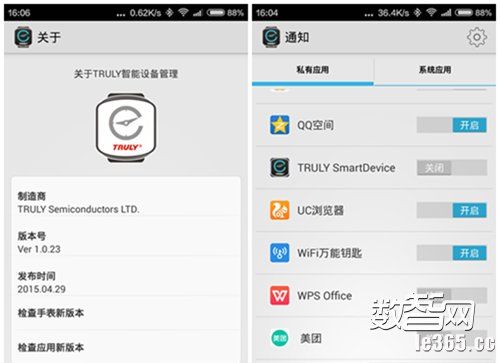 16:06
... 0.62K/s 88%
关于
关于TRULY智能设备管理
TRULY
制造商
TRULY Semiconductors LTD.
版本号
Ver 1.0.23
发布时间
2015.04.29
检查手表新版本
检查应用新版本
16:04
... 36.4K/s 88%
通知
私有应用
系统应用
QQ空间
开启
TRULY SmartDevice
关闭
UC浏览器
开启
WiFi万能钥匙
开启
WPS Office
美团
美团
数智网
le365.cc